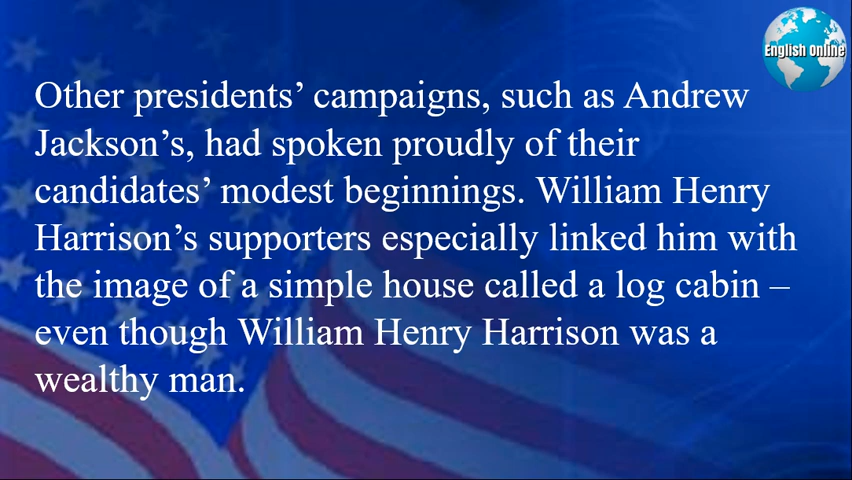 English Online
Other presidents’ campaigns, such as Andrew
Jackson’s, had spoken proudly of their
candidates’ modest beginnings. William Henry
Harrison’s supporters especially linked him with
the image of a simple house called a log cabin –
even though William Henry Harrison was a
wealthy man.